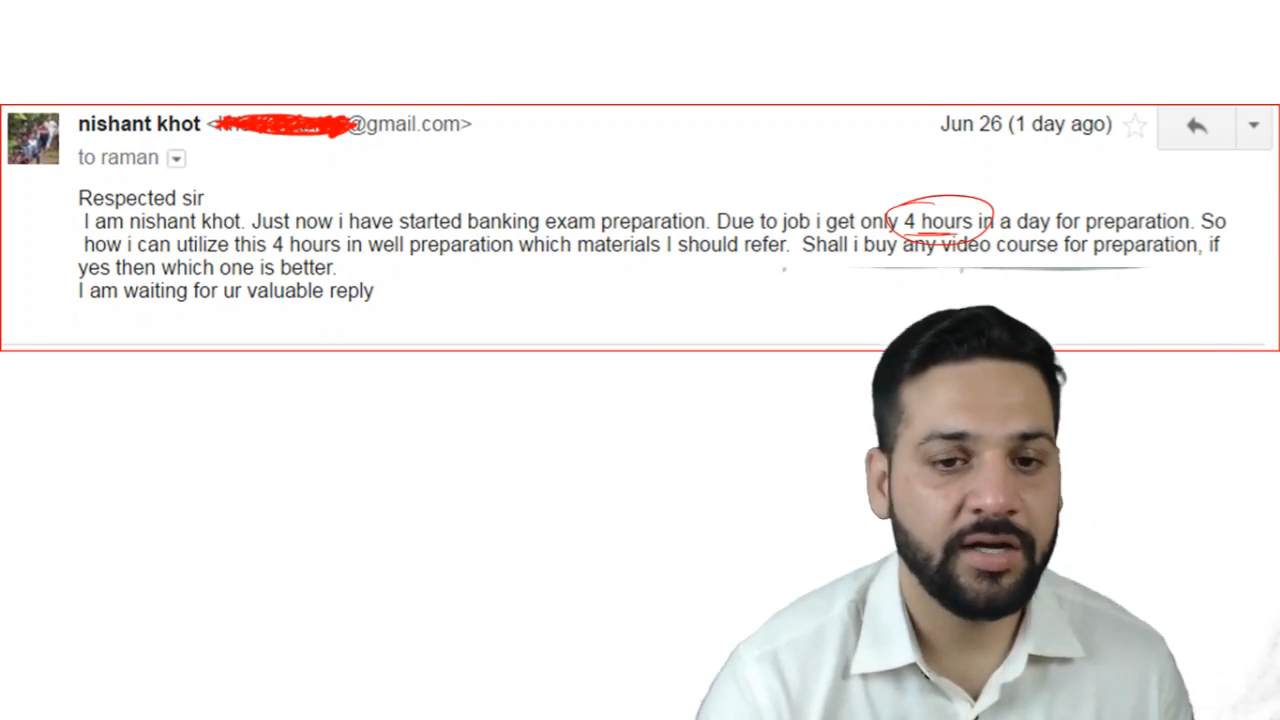 nishant khot < @gmail.com>
Jun 26 (1 day ago)
to raman
Respected sir
I am nishant khot. Just now i have started banking exam preparation. Due to job i get only 4 hours in a day for preparation. So
how i can utilize this 4 hours in well preparation which materials I should refer. Shall i buy any video course for preparation, if
yes then which one is better.
I am waiting for ur valuable reply